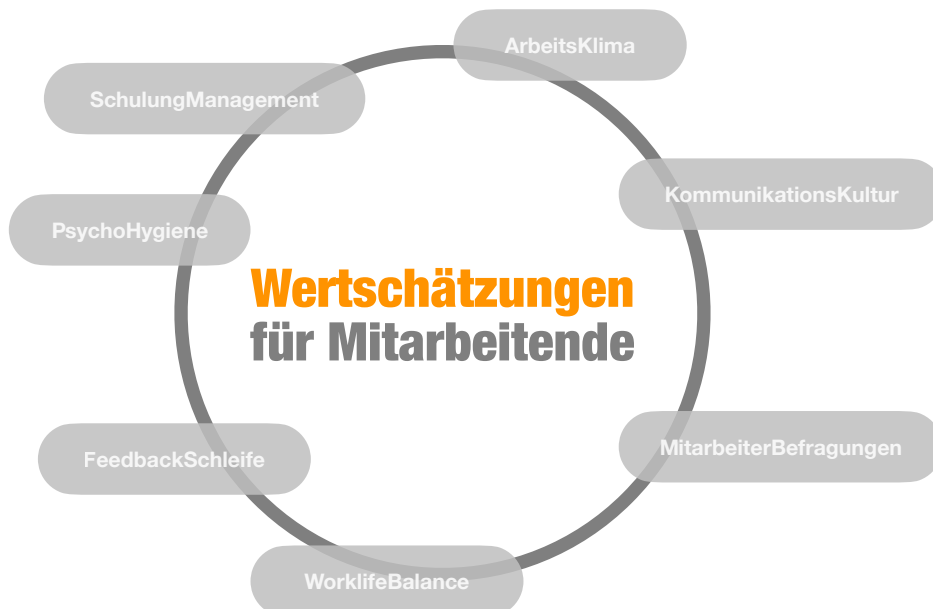 ArbeitsKlima
SchulungManagement
KommunikationsKultur
PsychoHygiene
Wertschätzungen
für Mitarbeitende
MitarbeiterBefragungen
FeedbackSchleife
WorklifeBalance